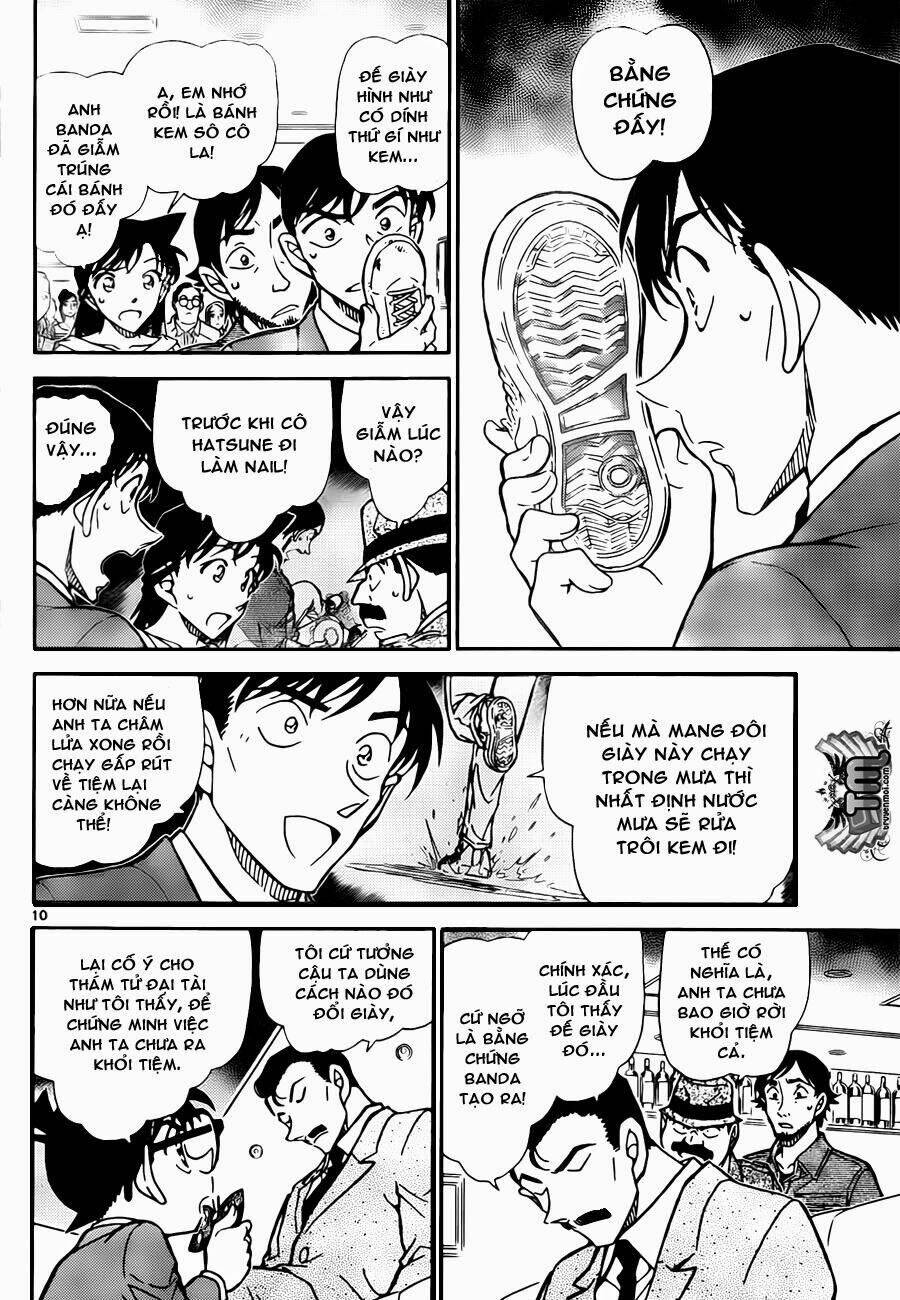 BẰNG
CHỨNG
ĐẤY!
ĐẾ GIÀY
HÌNH NHƯ
CÓ DÍNH
THỨ GÍ NHƯ
KEM...
A, EM NHỚ
RỒI! LÀ BÁNH
KEM SÔ CÔ
LA!
ANH
BANDA
ĐÃ GIẪM
TRÚNG
CÁI BÁNH
ĐÓ ĐẤY
Ạ!
VẬY
GIẪM LÚC
NÀO?
TRƯỚC KHI CÔ
HATSUNE ĐI
LÀM NAIL!
ĐÚNG
VẬY...
NẾU MÀ MANG ĐÔI
GIÀY NÀY CHẠY
TRONG MƯA THÌ
NHẤT ĐỊNH NƯỚC
MƯA SẼ RỬA
TRÔI KEM ĐI!
HƠN NỮA NẾU
ANH TA CHÂM
LỬA XONG RỒI
CHẠY GẤP RÚT
VỀ TIỆM LẠI
CÀNG KHÔNG
THỂ!
TM
truyenmoi.com
10
THẾ CÓ
NGHĨA LÀ,
ANH TA CHƯA
BAO GIỜ RỜI
KHỎI TIỆM
CẢ.
CHÍNH XÁC,
LÚC ĐẦU
TÔI THẤY
ĐẾ GIÀY
ĐÓ...
CỨ NGỠ
LÀ BẰNG
CHỨNG
BANDA
TẠO RA!
TÔI CỨ TƯỞNG
CẬU TA DÙNG
CÁCH NÀO ĐÓ
ĐỔI GIÀY,
LẠI CỐ Ý CHO
THÁM TỬ ĐẠI TÀI
NHƯ TÔI THẤY, ĐỂ
CHỨNG MINH VIỆC
ANH TA CHƯA RA
KHỎI TIỆM.